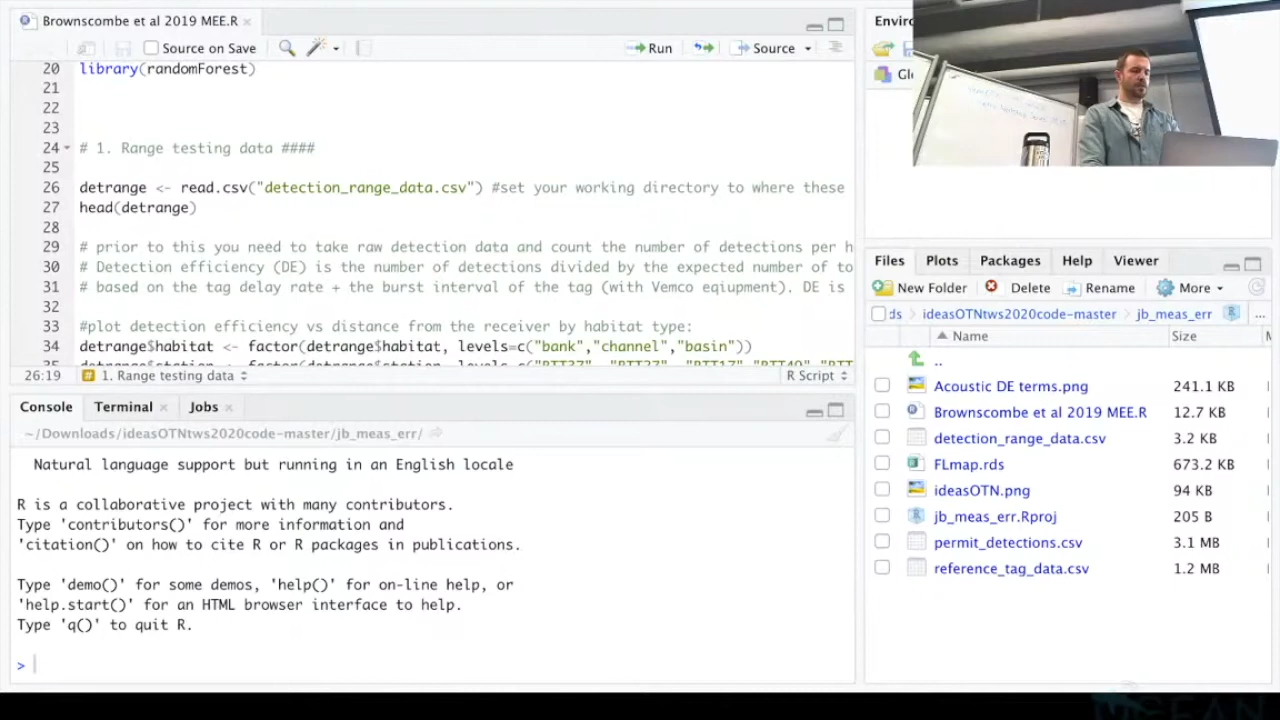 Brownscombe et al 2019 MEE.R
Source on Save
Run
Source
20 library(randomForest)
21
22
23
24 # 1. Range testing data ####
25
26 detrange <- read.csv("detection_range_data.csv") #set your working directory to where these
27 head(detrange)
28
29 # prior to this you need to take raw detection data and count the number of detections per h
30 # Detection efficiency (DE) is the number of detections divided by the expected number of to
31 # based on the tag delay rate + the burst interval of the tag (with Vemco eqiupment). DE is
32
33 #plot detection efficiency vs distance from the receiver by habitat type:
34 detrange$habitat <- factor(detrange$habitat, levels=c("bank","channel","basin"))
26:19 1. Range testing data R Script
Console Terminal Jobs
~/Downloads/ideasOTNtws2020code-master/jb_meas_err/
Natural language support but running in an English locale
R is a collaborative project with many contributors.
Type 'contributors()' for more information and
'citation()' on how to cite R or R packages in publications.
Type 'demo()' for some demos, 'help()' for on-line help, or
'help.start()' for an HTML browser interface to help.
Type 'q()' to quit R.
>
Enviro
Glo
Files Plots Packages Help Viewer
New Folder Delete Rename More
ds ideasOTNtws2020code-master jb_meas_err ...
Name Size M
..
Acoustic DE terms.png 241.1 KB
Brownscombe et al 2019 MEE.R 12.7 KB
detection_range_data.csv 3.2 KB
FLmap.rds 673.2 KB
ideasOTN.png 94 KB
jb_meas_err.Rproj 205 B
permit_detections.csv 3.1 MB
reference_tag_data.csv 1.2 MB